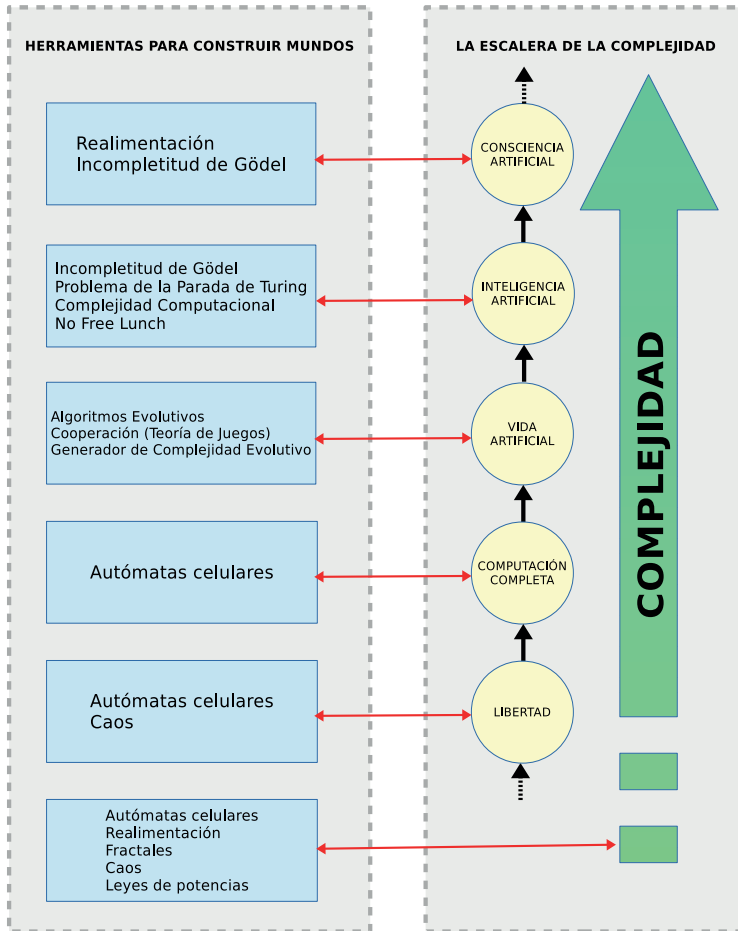 HERRAMIENTAS PARA CONSTRUIR MUNDOS
Realimentación
Incompletitud de Gödel
Incompletitud de Gödel
Problema de la Parada de Turing
Complejidad Computacional
No Free Lunch
Algoritmos Evolutivos
Cooperación (Teoría de Juegos)
Generador de Complejidad Evolutivo
Autómatas celulares
Autómatas celulares
Caos
Autómatas celulares
Realimentación
Fractales
Caos
Leyes de potencias
LA ESCALERA DE LA COMPLEJIDAD
CONSCIENCIA
ARTIFICIAL
INTELIGENCIA
ARTIFICIAL
VIDA
ARTIFICIAL
COMPUTACIÓN
COMPLETA
LIBERTAD
COMPLEJIDAD